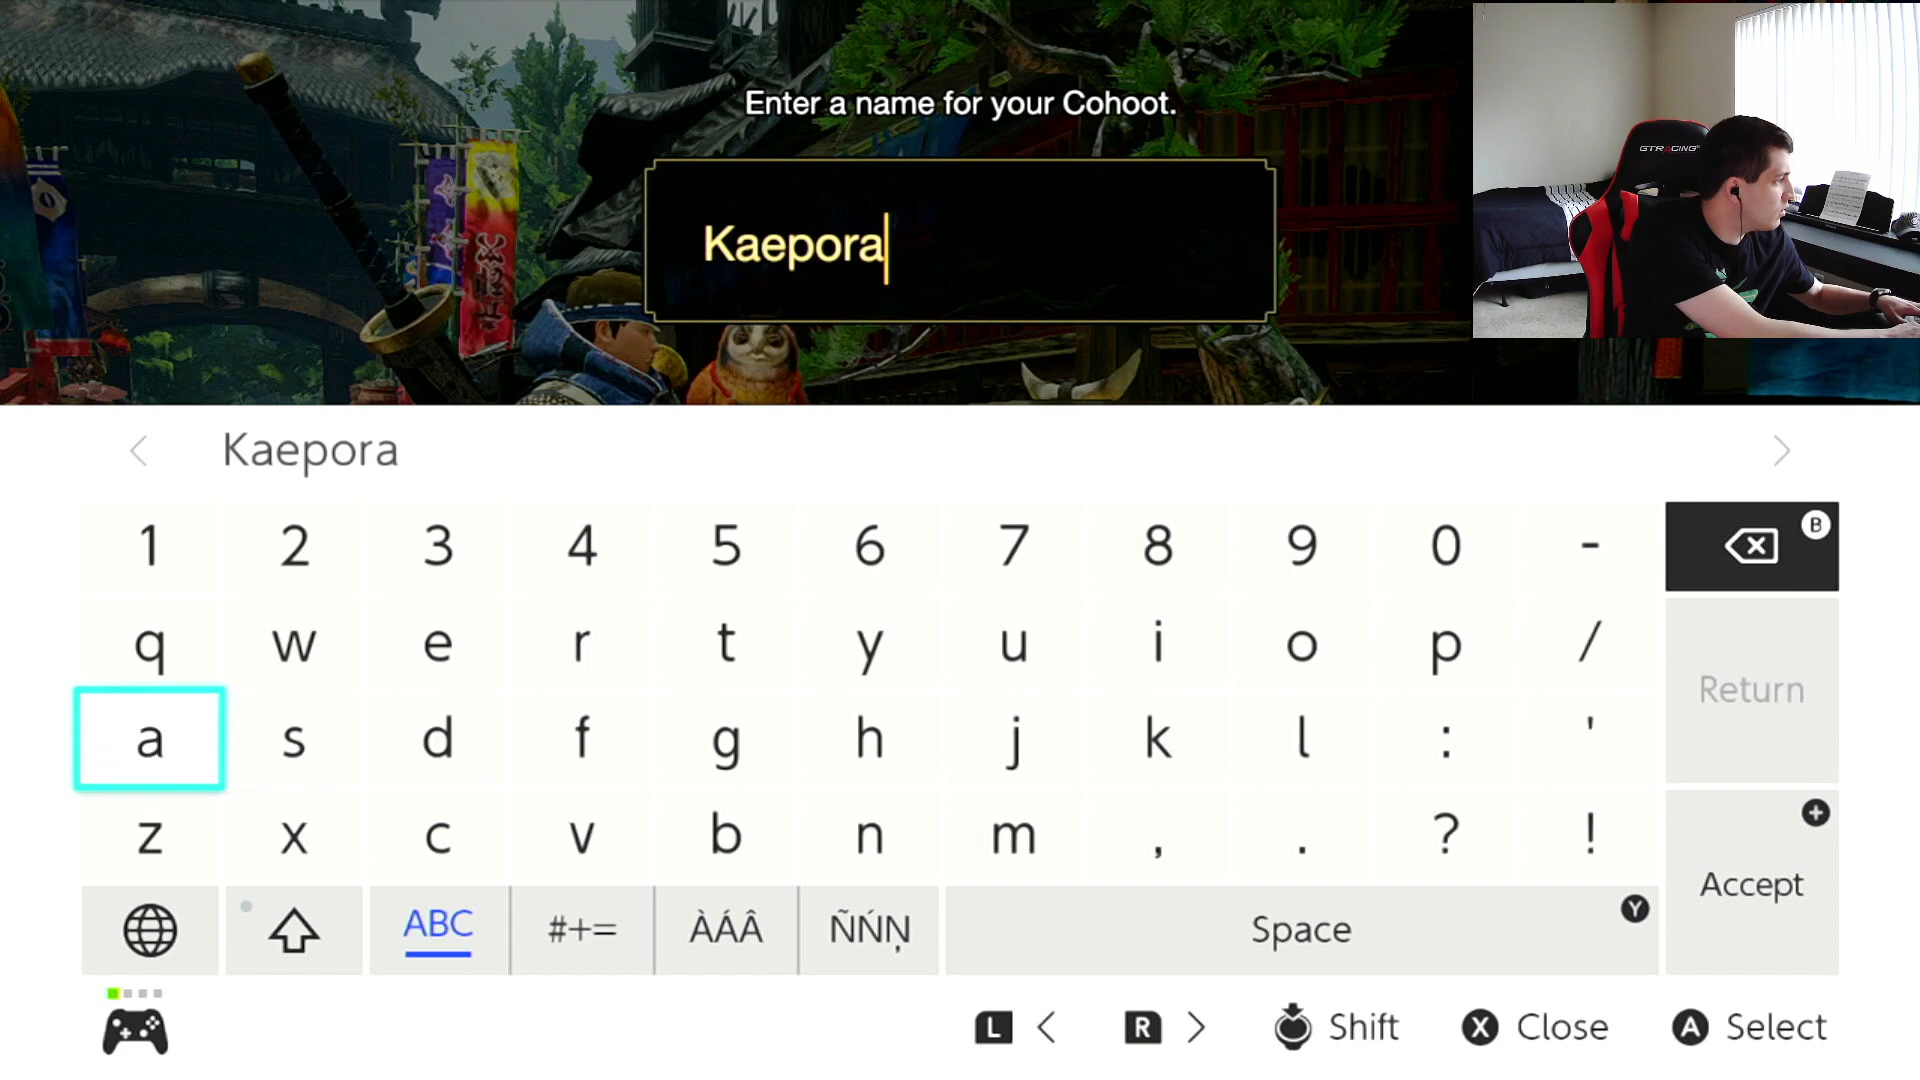 Enter a name for your Cohoot.
Kaepora
GTRACING
Kaepora
1 2 3 4 5 6 7 8 9 0 - B
q w e r t y u i o p / Return
a s d f g h j k l : '
z x c v b n m , . ? ! + Accept
ABC #+= ÀÁÂ ÑŃŅ Space Y
L < R > Shift X Close A Select